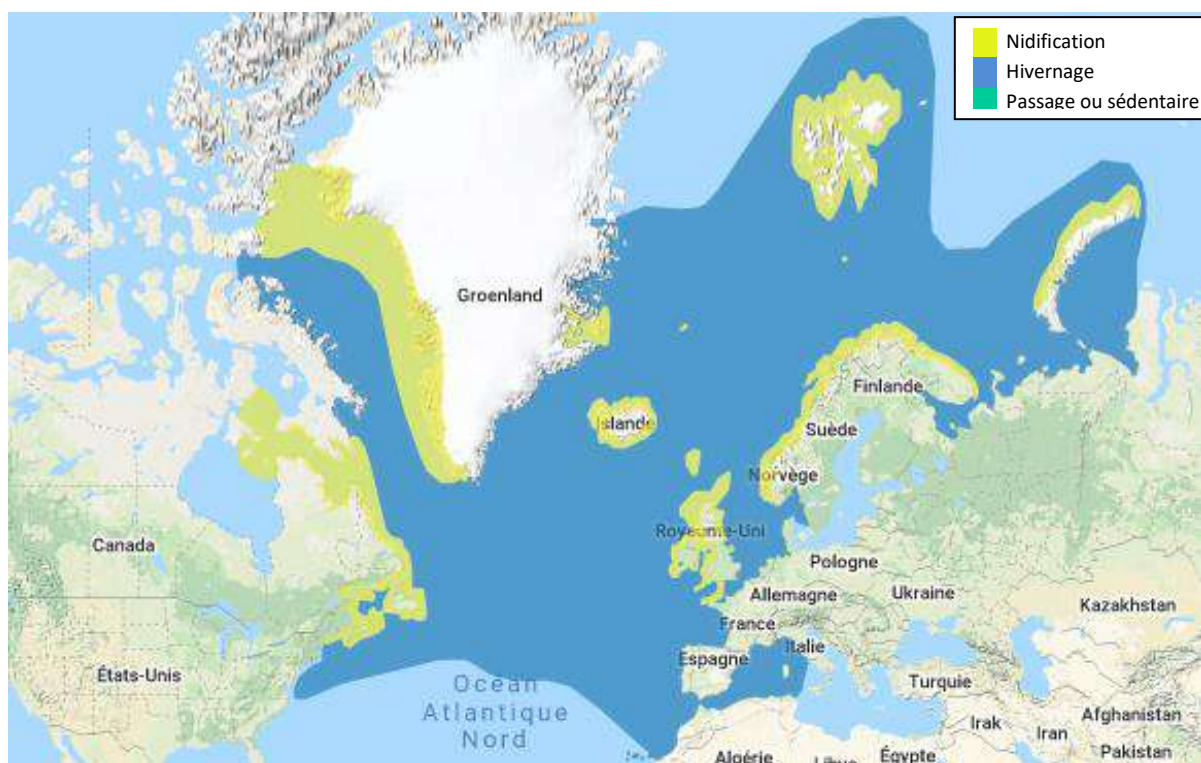 Nidification
Hivernage
Passage ou sédentaire
Groenland
Islande
Finlande
Suède
Norvège
Royaume-Uni
Canada
Pologne
Allemagne
Ukraine
Kazakhstan
France
Italie
Espagne
États-Unis
Turquie
Océan
Atlantique
Nord
Irak
Afghanistan
Iran
Algérie
Libye
Égypte
Pakistan